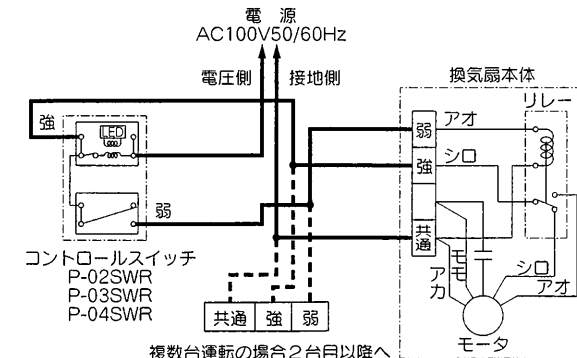 電 源
AC100V50/60Hz
電圧側
接地側
換気扇本体
リレー
強
LED
弱
アオ
強
シロ
弱
共通
コントロールスイッチ
P-02SWR
P-03SWR
P-04SWR
アカ
モモ
シロ
アオ
モータ
共通 強 弱
複数台運転の場合2台目以降へ